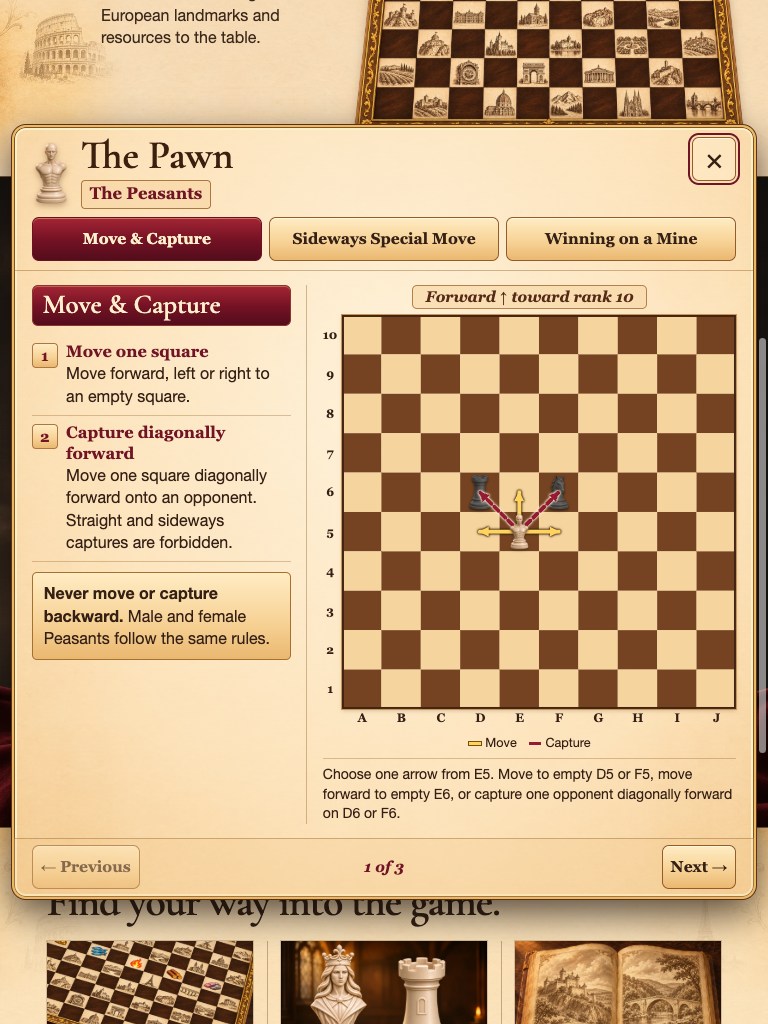 European landmarks and
resources to the table.
The Pawn
The Peasants
×
Move & Capture
Sideways Special Move
Winning on a Mine
Move & Capture
1
Move one square
Move forward, left or right to
an empty square.
2
Capture diagonally
forward
Move one square diagonally
forward onto an opponent.
Straight and sideways
captures are forbidden.
Never move or capture
backward. Male and female
Peasants follow the same rules.
Forward ↑ toward rank 10
10
9
8
7
6
5
4
3
2
1
A B C D E F G H I J
Move Capture
Choose one arrow from E5. Move to empty D5 or F5, move
forward to empty E6, or capture one opponent diagonally forward
on D6 or F6.
← Previous
1 of 3
Next →
Find your way into the game.